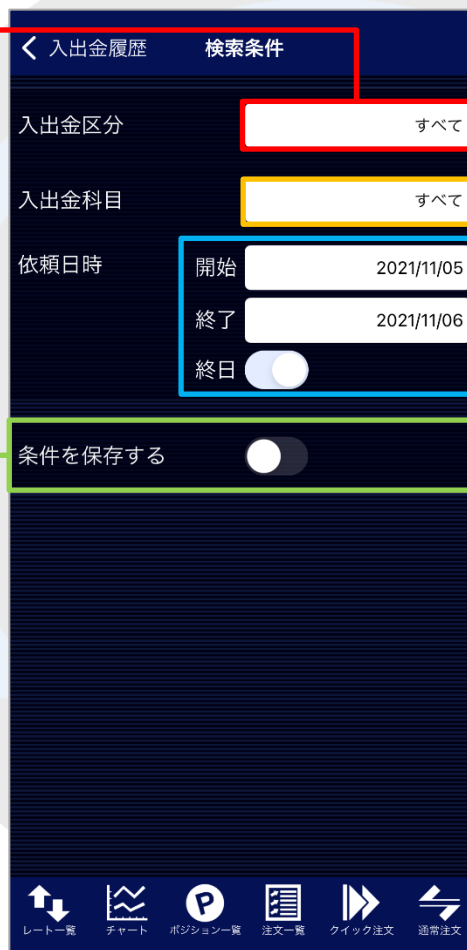 入出金履歴 検索条件
入出金区分 すべて
入出金科目 すべて
依頼日時 開始 2021/11/05
終了 2021/11/06
終日
条件を保存する
P
レート一覧 チャート ポジション一覧 注文一覧 クイック注文 通常注文